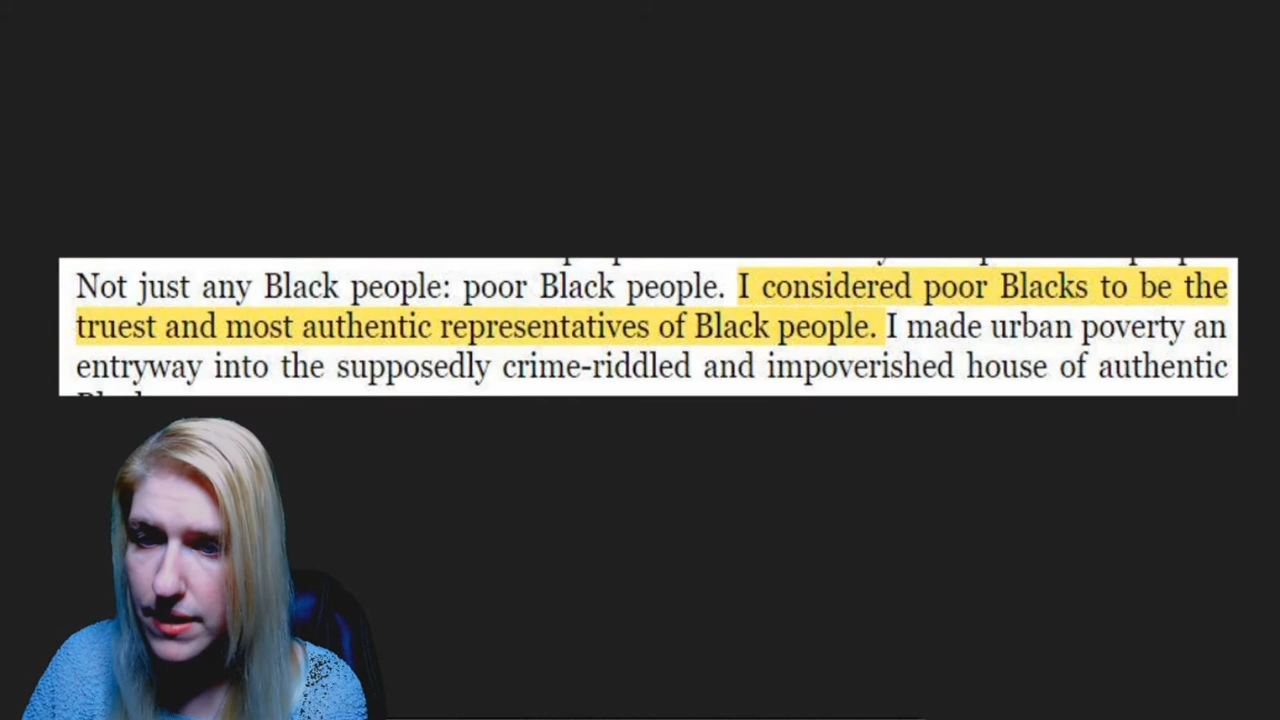 Not just any Black people: poor Black people. I considered poor Blacks to be the
truest and most authentic representatives of Black people. I made urban poverty an
entryway into the supposedly crime-riddled and impoverished house of authentic